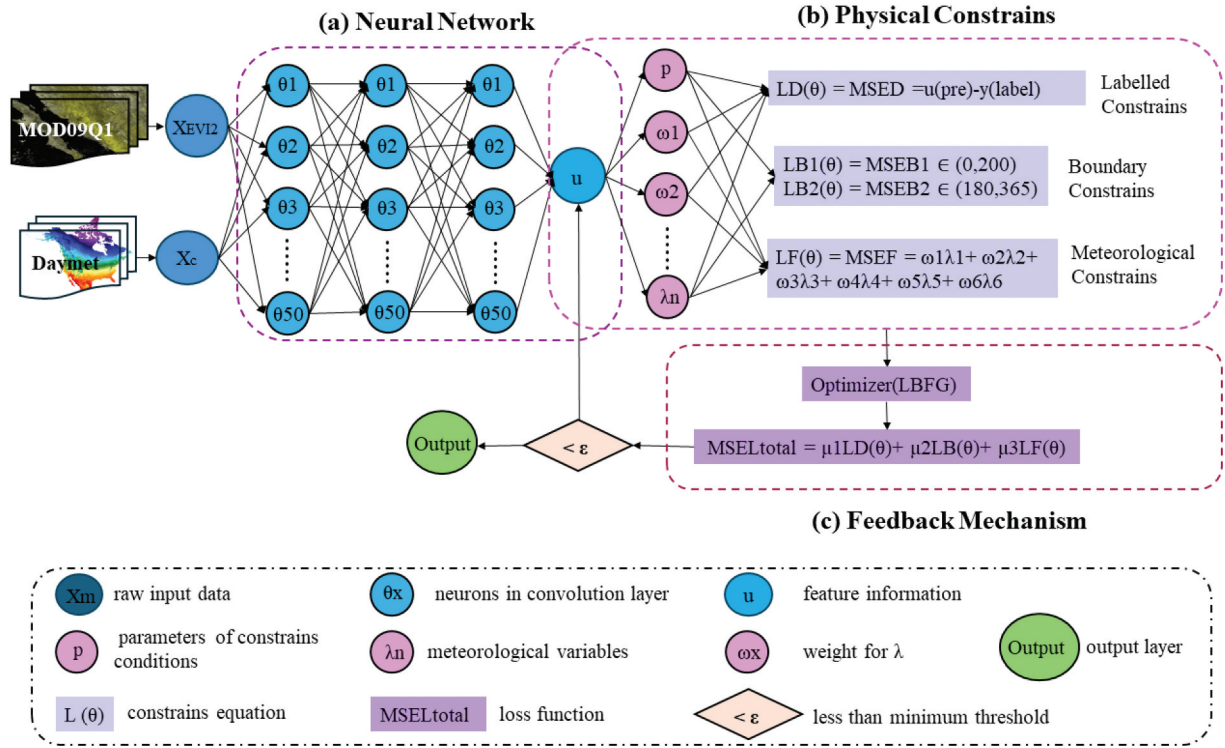 (a) Neural Network
(b) Physical Constrains
MOD09Q1
XEVI2
Daymet
Xc
θ1
θ2
θ3
θ50
θ1
θ2
θ3
θ50
θ1
θ2
θ3
θ50
u
p
ω1
ω2
λn
LD(θ) = MSED =u(pre)-y(label)
Labelled
Constrains
LB1(θ) = MSEB1 ∈ (0,200)
LB2(θ) = MSEB2 ∈ (180,365)
Boundary
Constrains
LF(θ) = MSEF = ω1λ1+ ω2λ2+
ω3λ3+ ω4λ4+ ω5λ5+ ω6λ6
Meteorological
Constrains
Optimizer(LBFG)
MSELtotal = μ1LD(θ)+ μ2LB(θ)+ μ3LF(θ)
< ε
Output
(c) Feedback Mechanism
Xm raw input data
θx neurons in convolution layer
u feature information
p parameters of constrains
conditions
λn meteorological variables
ωx weight for λ
Output output layer
L (θ) constrains equation
MSELtotal loss function
< ε less than minimum threshold